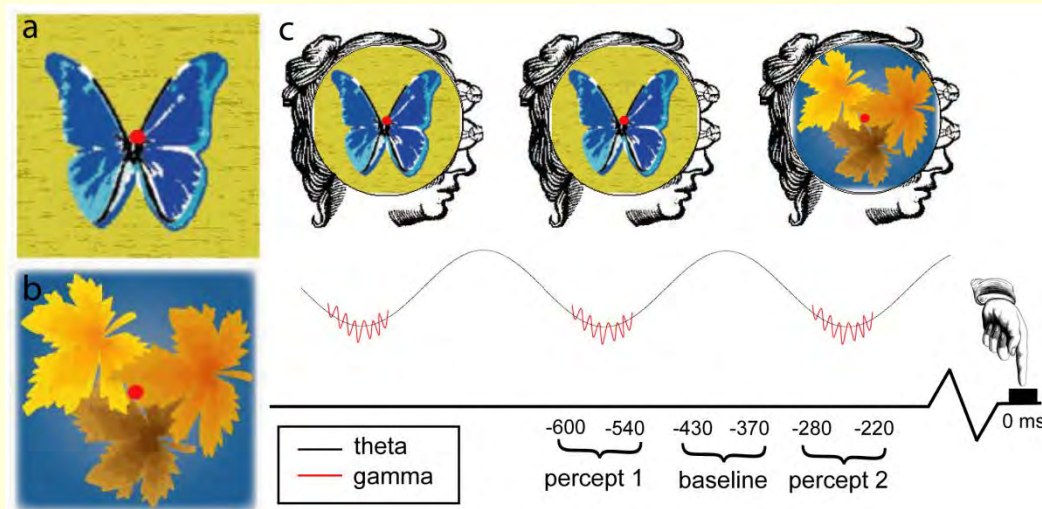 a
c
b
theta
gamma
-600 -540 -430 -370 -280 -220
percept 1 baseline percept 2
0 ms